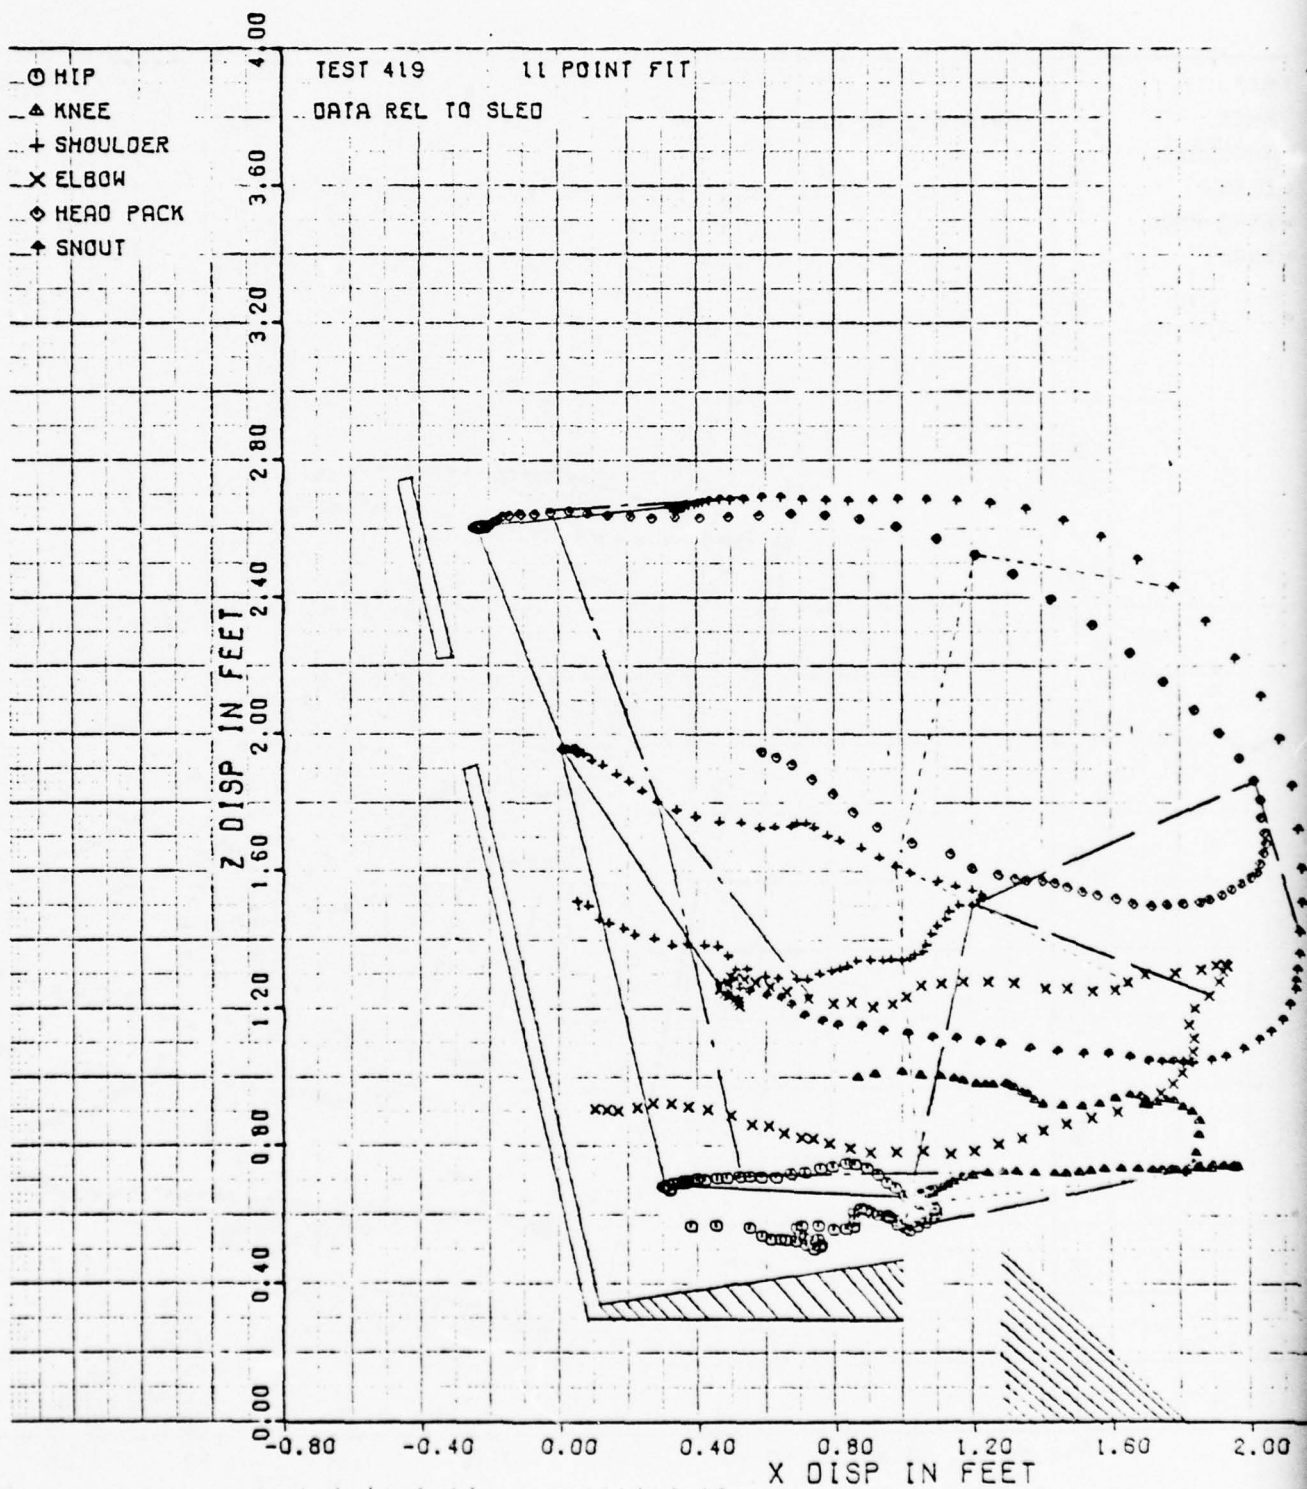 TEST 419 11 POINT FIT
DATA REL TO SLED
HIP
KNEE
SHOULDER
ELBOW
HEAD PACK
SNOUT
4.00
3.60
3.20
2.80
2.40
2.00
1.60
1.20
0.80
0.40
0.00
Z DISP IN FEET
-0.80 -0.40 0.00 0.40 0.80 1.20 1.60 2.00
X DISP IN FEET